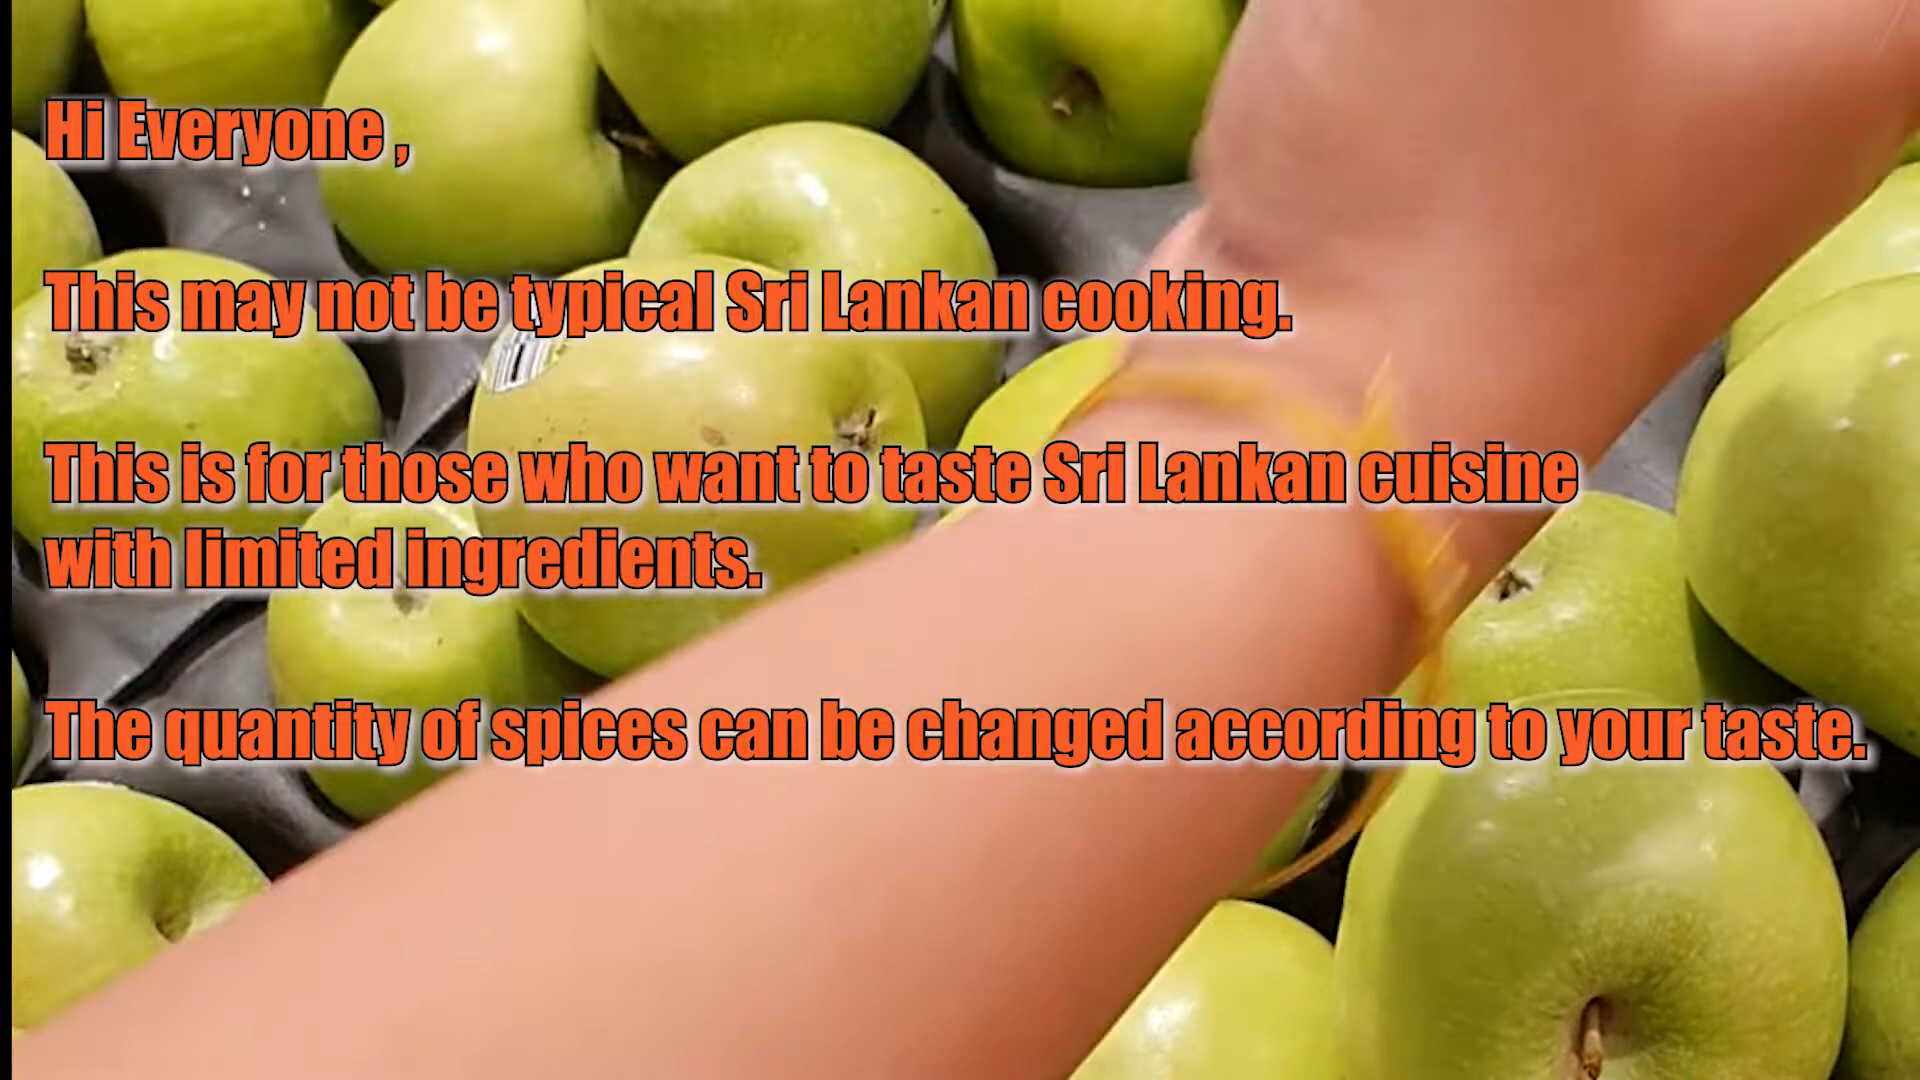 Hi Everyone ,
This may not be typical Sri Lankan cooking.
This is for those who want to taste Sri Lankan cuisine
with limited ingredients.
The quantity of spices can be changed according to your taste.